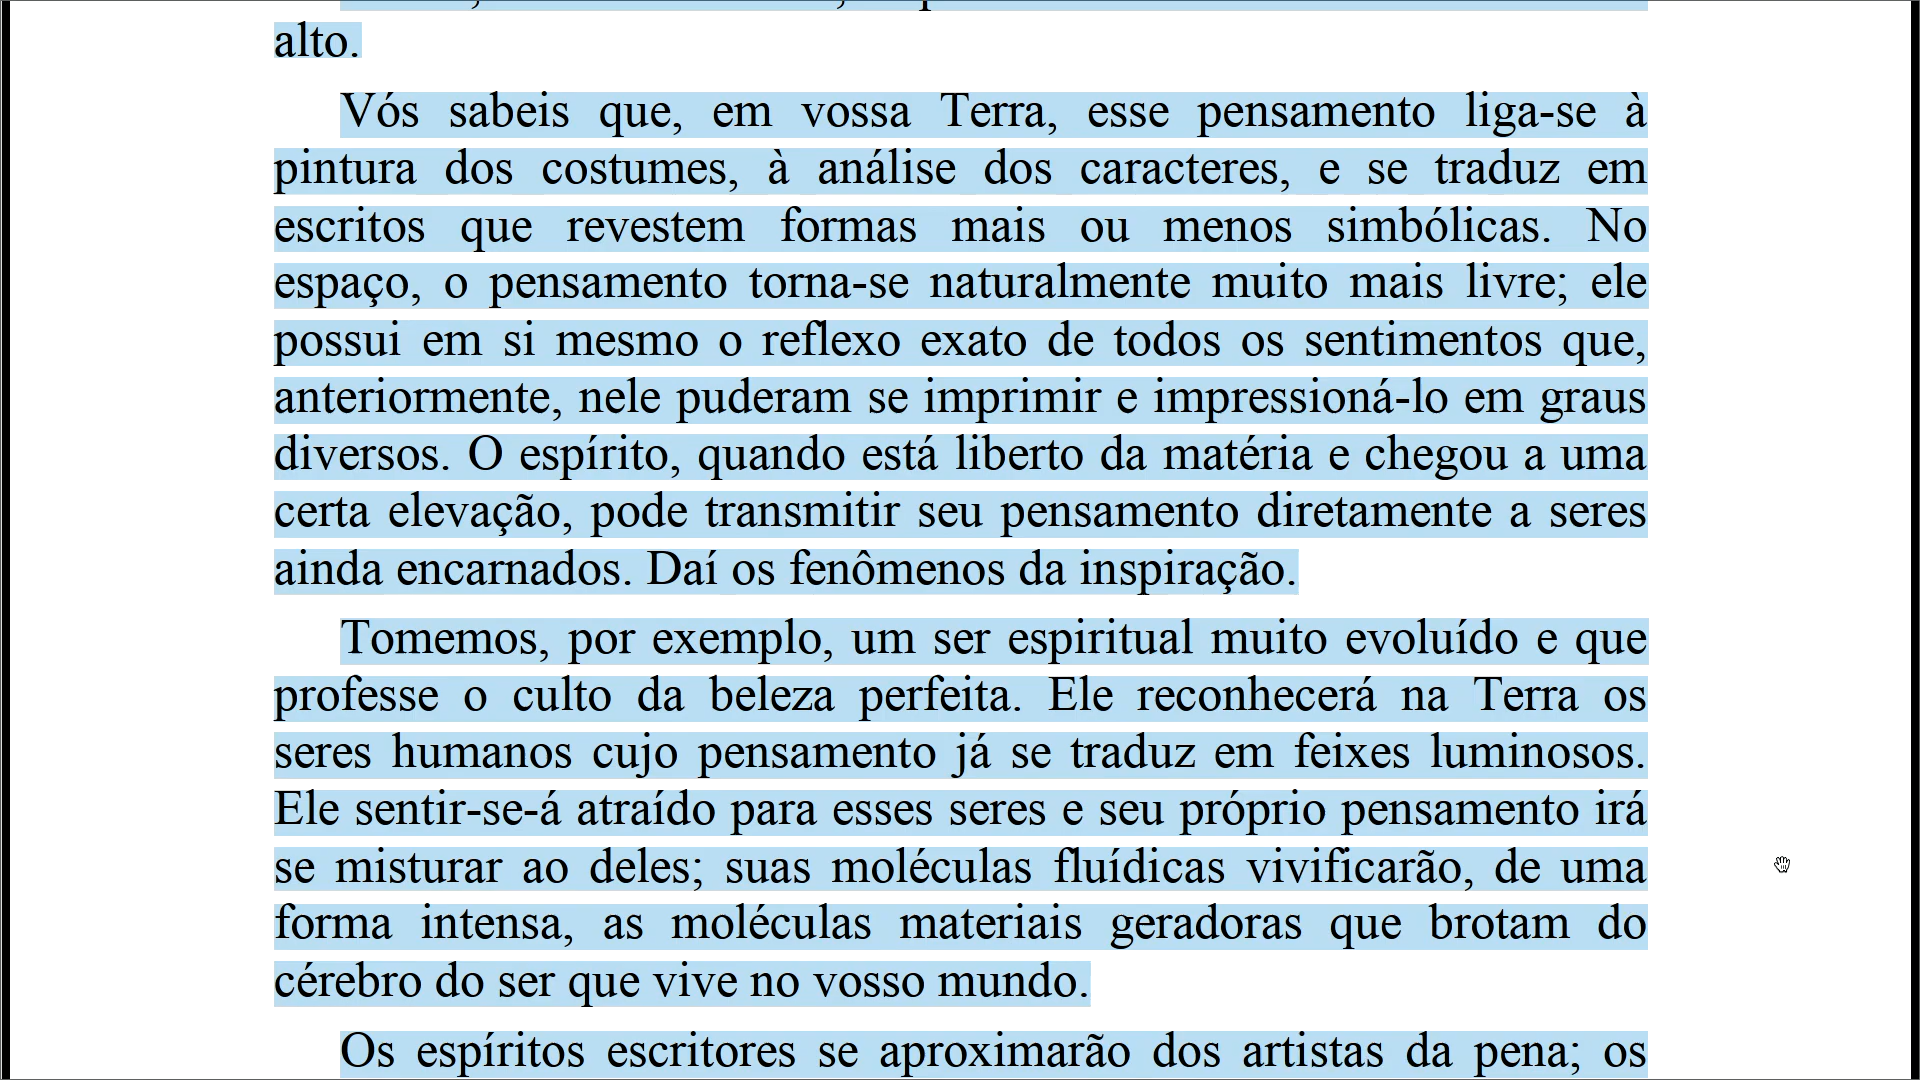 alto.
Vós sabeis que, em vossa Terra, esse pensamento liga-se à
pintura dos costumes, à análise dos caracteres, e se traduz em
escritos que revestem formas mais ou menos simbólicas. No
espaço, o pensamento torna-se naturalmente muito mais livre; ele
possui em si mesmo o reflexo exato de todos os sentimentos que,
anteriormente, nele puderam se imprimir e impressioná-lo em graus
diversos. O espírito, quando está liberto da matéria e chegou a uma
certa elevação, pode transmitir seu pensamento diretamente a seres
ainda encarnados. Daí os fenômenos da inspiração.
Tomemos, por exemplo, um ser espiritual muito evoluído e que
professe o culto da beleza perfeita. Ele reconhecerá na Terra os
seres humanos cujo pensamento já se traduz em feixes luminosos.
Ele sentir-se-á atraído para esses seres e seu próprio pensamento irá
se misturar ao deles; suas moléculas fluídicas vivificarão, de uma
forma intensa, as moléculas materiais geradoras que brotam do
cérebro do ser que vive no vosso mundo.
Os espíritos escritores se aproximarão dos artistas da pena; os